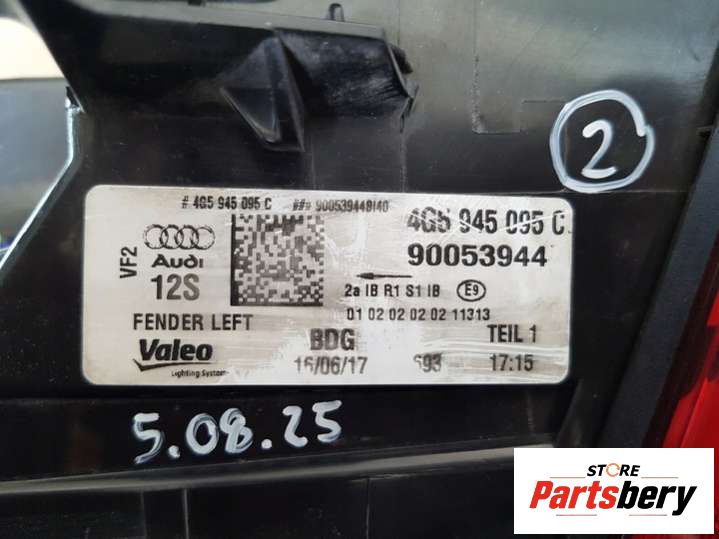 2
# 4G5 945 095 C ### 900539448140
4G5 945 095 C
90053944
VF2
Audi
12S
2a IB R1 S1 IB E9
01 02 02 02 02 11313
FENDER LEFT
BDG
TEIL 1
Valeo
Lighting Systems
16/06/17
693
17:15
5.08.25
STORE
Partsbery